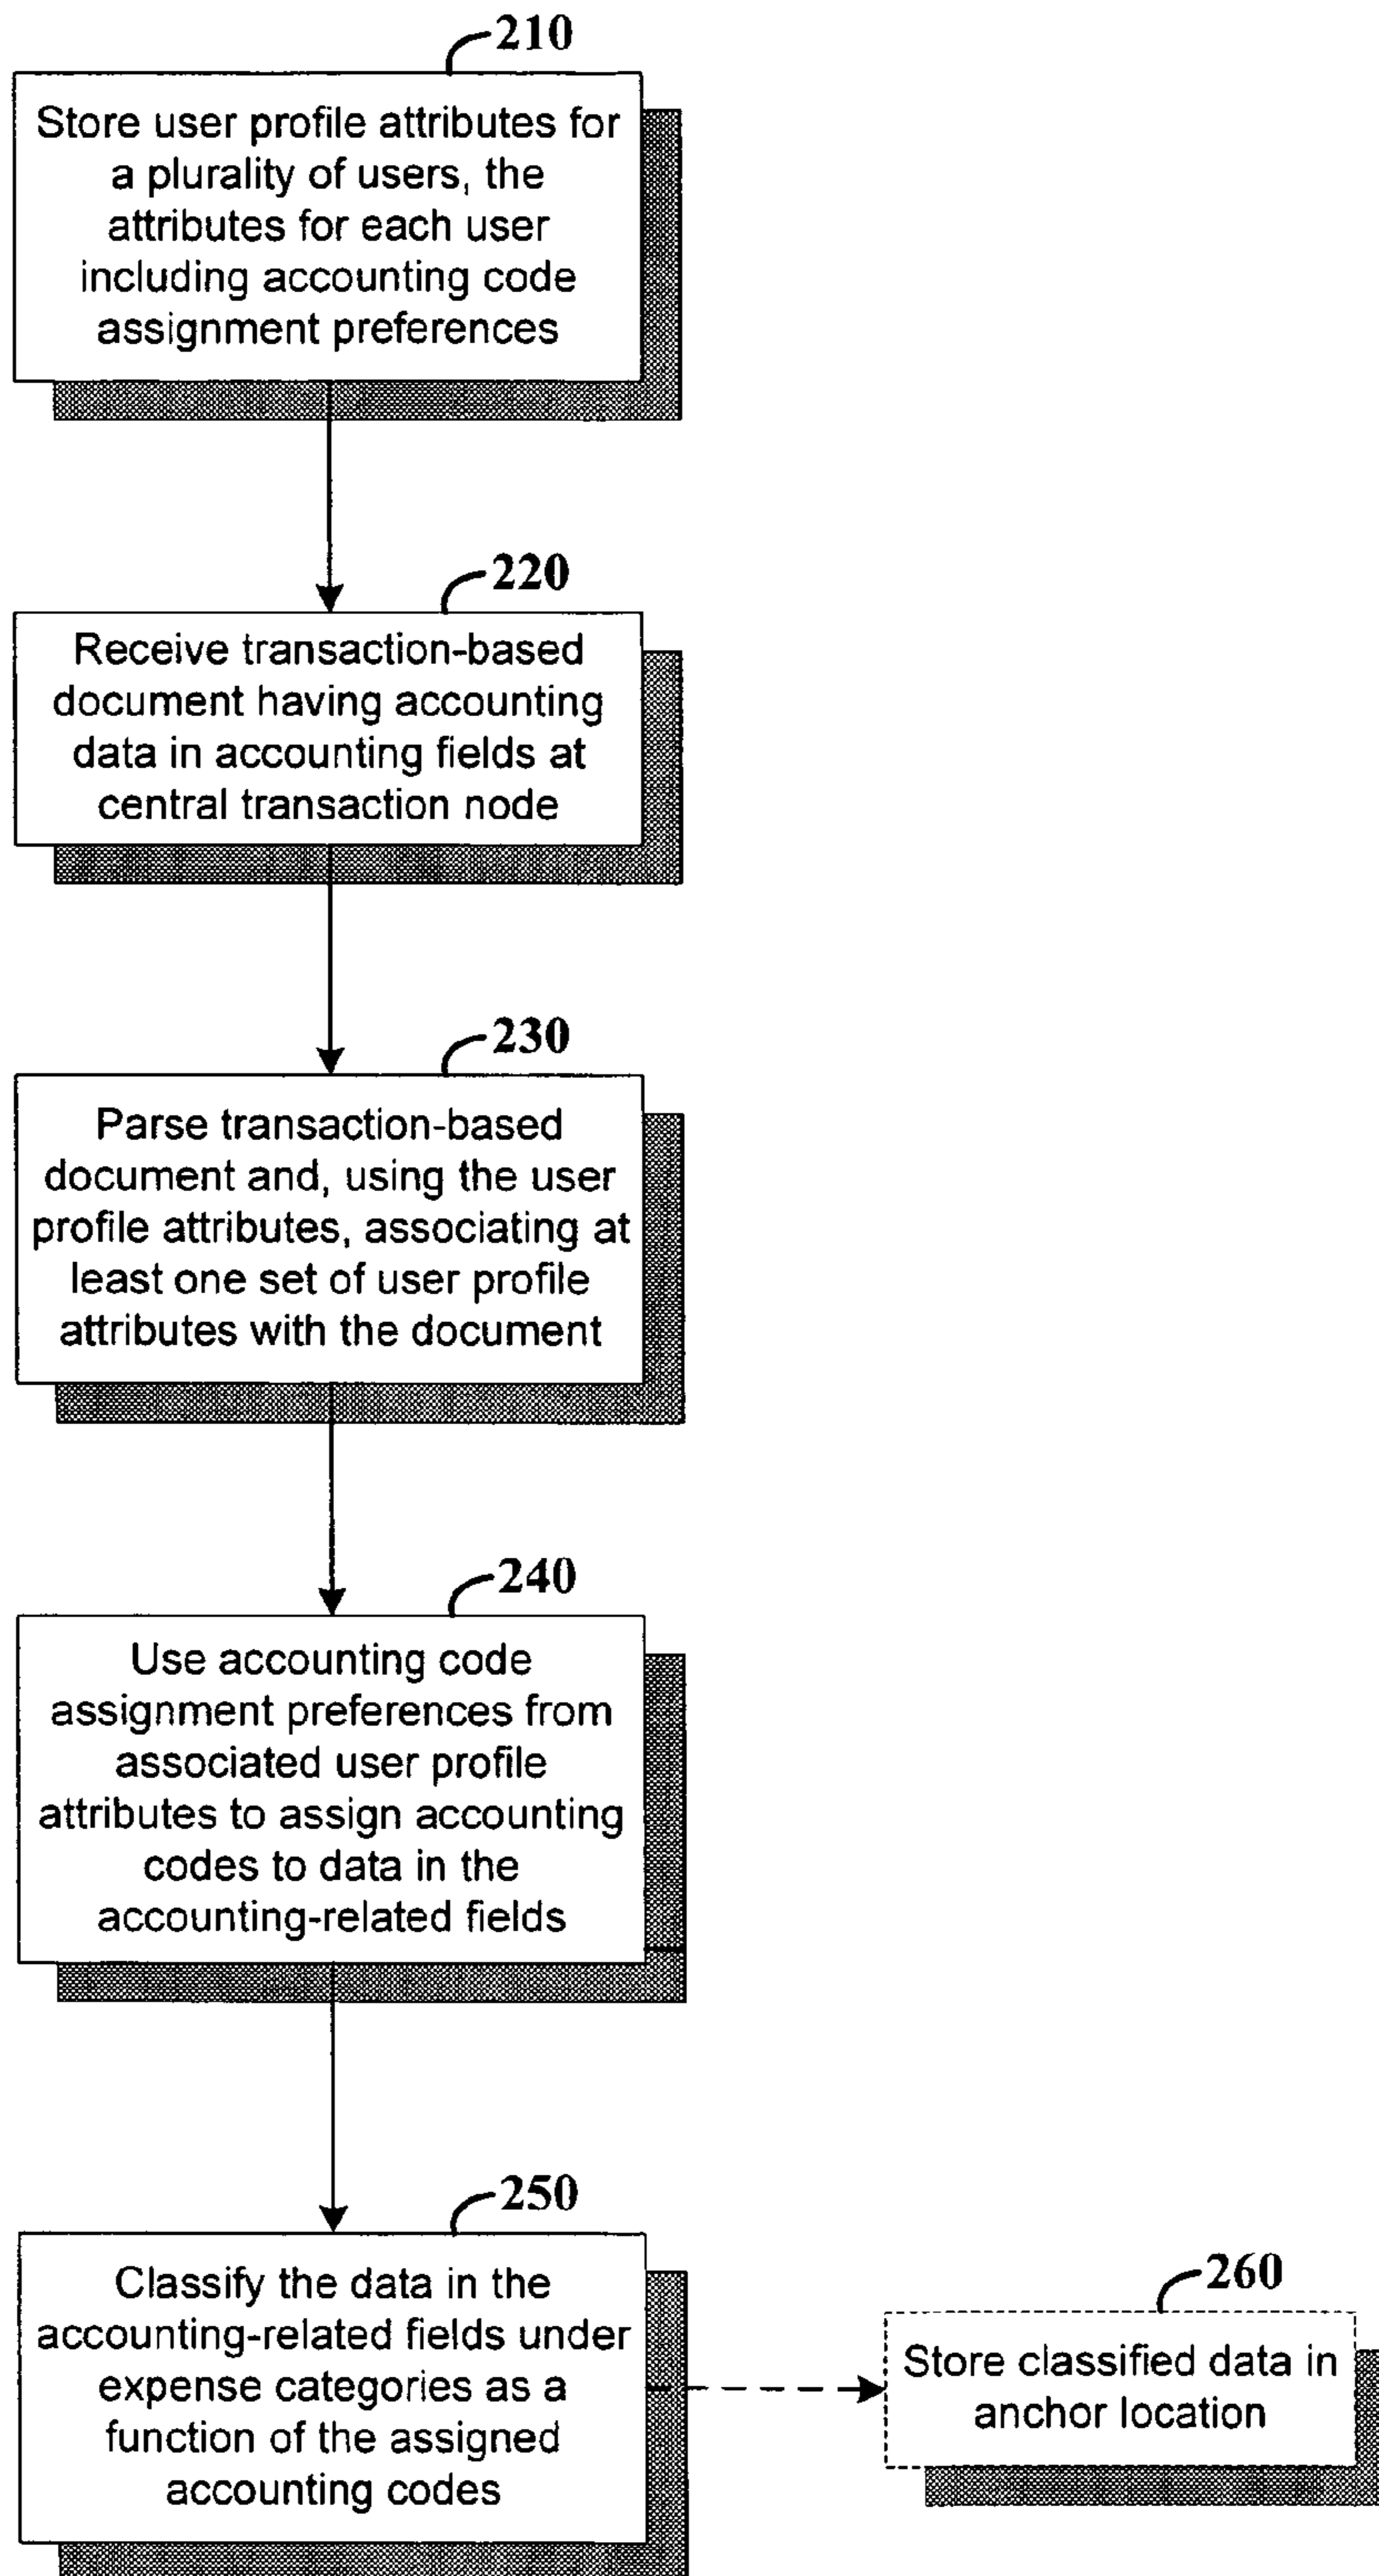 210
Store user profile attributes for
a plurality of users, the
attributes for each user
including accounting code
assignment preferences
220
Receive transaction-based
document having accounting
data in accounting fields at
central transaction node
230
Parse transaction-based
document and, using the user
profile attributes, associating at
least one set of user profile
attributes with the document
240
Use accounting code
assignment preferences from
associated user profile
attributes to assign accounting
codes to data in the
accounting-related fields
250
Classify the data in the
accounting-related fields under
expense categories as a
function of the assigned
accounting codes
260
Store classified data in
anchor location